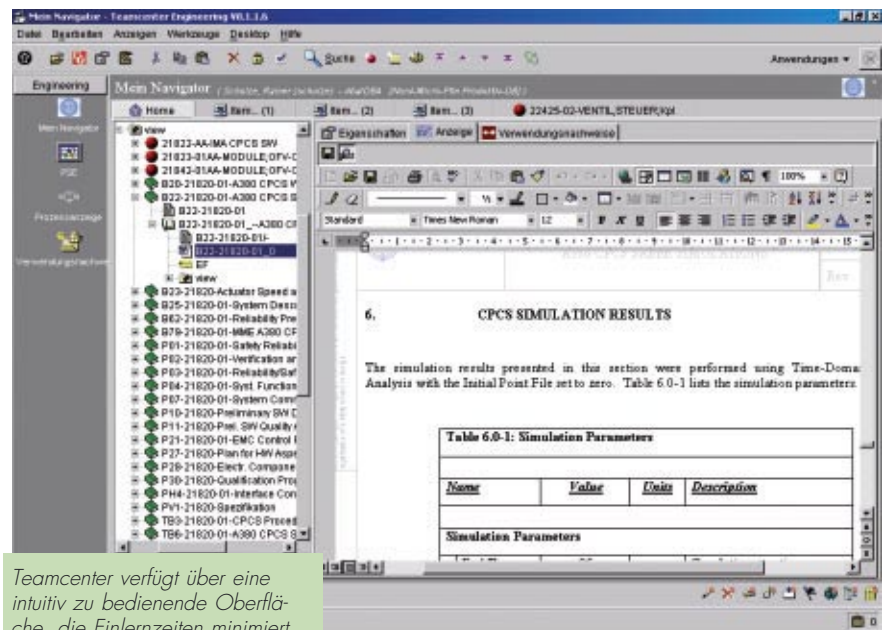 Mein Navigator - Teamcenter Engineering V8.1.1.6
Datei Bearbeiten Anzeigen Werkzeuge Desktop Hilfe
Suche
Anwendungen
Engineering
Mein Navigator
Home
Item... (1)
Item... (2)
Item... (3)
22425-02-VENTIL,STEUER,kpl
Mein Navigator
PSE
Prozessanzeige
view
21823-AA-IMA CPCS SW
21823-01AA-MODULE;OFV-C
21843-01AA-MODULE;OFV-C
B20-21820-01-A380 CPCS
B22-21820-01-A380 CPCS S
B22-21820-01
B22-21820-01_--A380 CF
B22-21820-01/-
B22-21820-01_0
EF
view
B23-21820-Actuator Speed a
B25-21820-01-System Descr
B62-21820-01-Reliability Pre
B79-21820-01-MME A380 CF
P01-21820-01-Safety Reliabi
P02-21820-01-Verification ar
P03-21820-01-Reliability/Saf
P04-21820-01-Syst. Function
P07-21820-01-System Comr
P10-21820-Preliminary SW D
P11-21820-Prel. SW Quality
P21-21820-01-EMC Control
P27-21820-Plan for HW Aspe
P28-21820-Electr. Compone
P30-21820-Qualification Prog
PH4-21820-01-Interface Con
PV1-21820-Spezifikation
TB3-21820-01-CPCS Proced
TB6-21820-01-A380 CPCS S
Eigenschaften
Anzeige
Verwendungsnachweise
100%
Standard
Times New Roman
12
F K U
6. CPCS SIMULATION RESULTS
The simulation results presented in this section were performed using Time-Doma
Analysis with the Initial Point File set to zero. Table 6.0-1 lists the simulation parameters
Table 6.0-1: Simulation Parameters
Name Value Units Description
Simulation Parameters
Teamcenter verfügt über eine
intuitiv zu bedienende Oberflä-
che, die Einlernzeiten minimiert
0